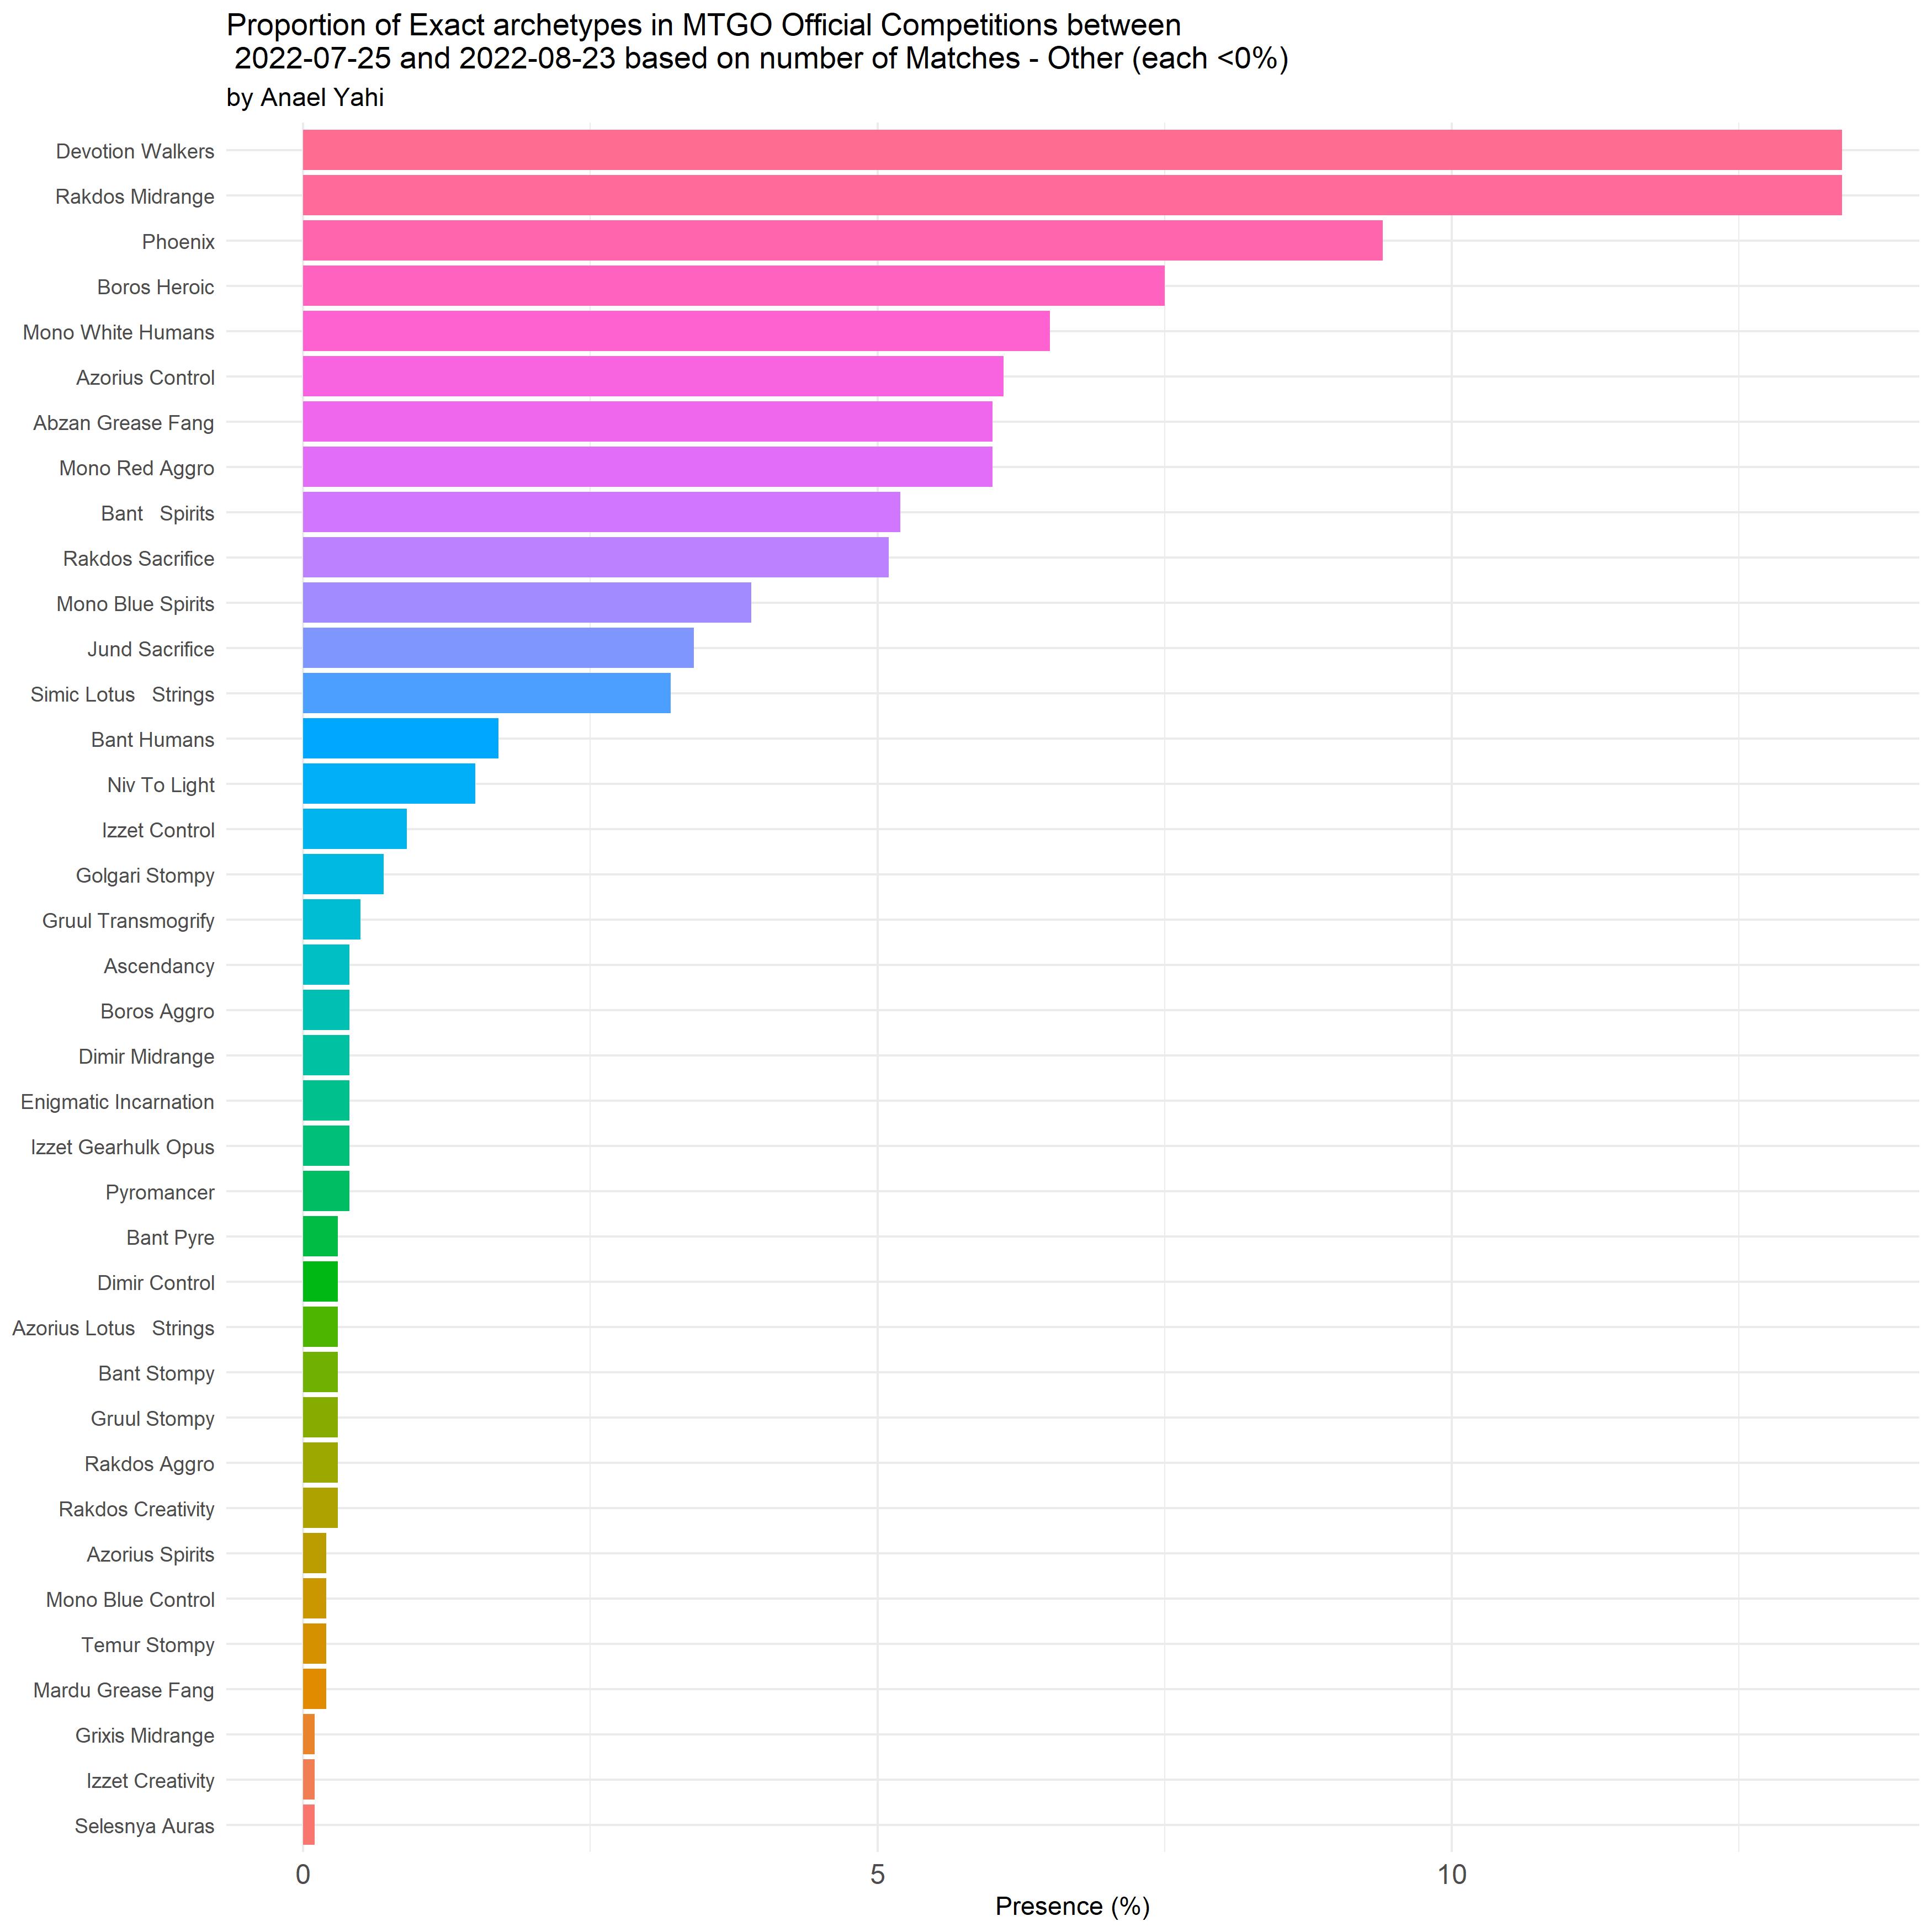 Proportion of Exact archetypes in MTGO Official Competitions between
2022-07-25 and 2022-08-23 based on number of Matches - Other (each <0%)
by Anael Yahi
Devotion Walkers
Rakdos Midrange
Phoenix
Boros Heroic
Mono White Humans
Azorius Control
Abzan Grease Fang
Mono Red Aggro
Bant   Spirits
Rakdos Sacrifice
Mono Blue Spirits
Jund Sacrifice
Simic Lotus   Strings
Bant Humans
Niv To Light
Izzet Control
Golgari Stompy
Gruul Transmogrify
Ascendancy
Boros Aggro
Dimir Midrange
Enigmatic Incarnation
Izzet Gearhulk Opus
Pyromancer
Bant Pyre
Dimir Control
Azorius Lotus   Strings
Bant Stompy
Gruul Stompy
Rakdos Aggro
Rakdos Creativity
Azorius Spirits
Mono Blue Control
Temur Stompy
Mardu Grease Fang
Grixis Midrange
Izzet Creativity
Selesnya Auras
0 5 10
Presence (%)